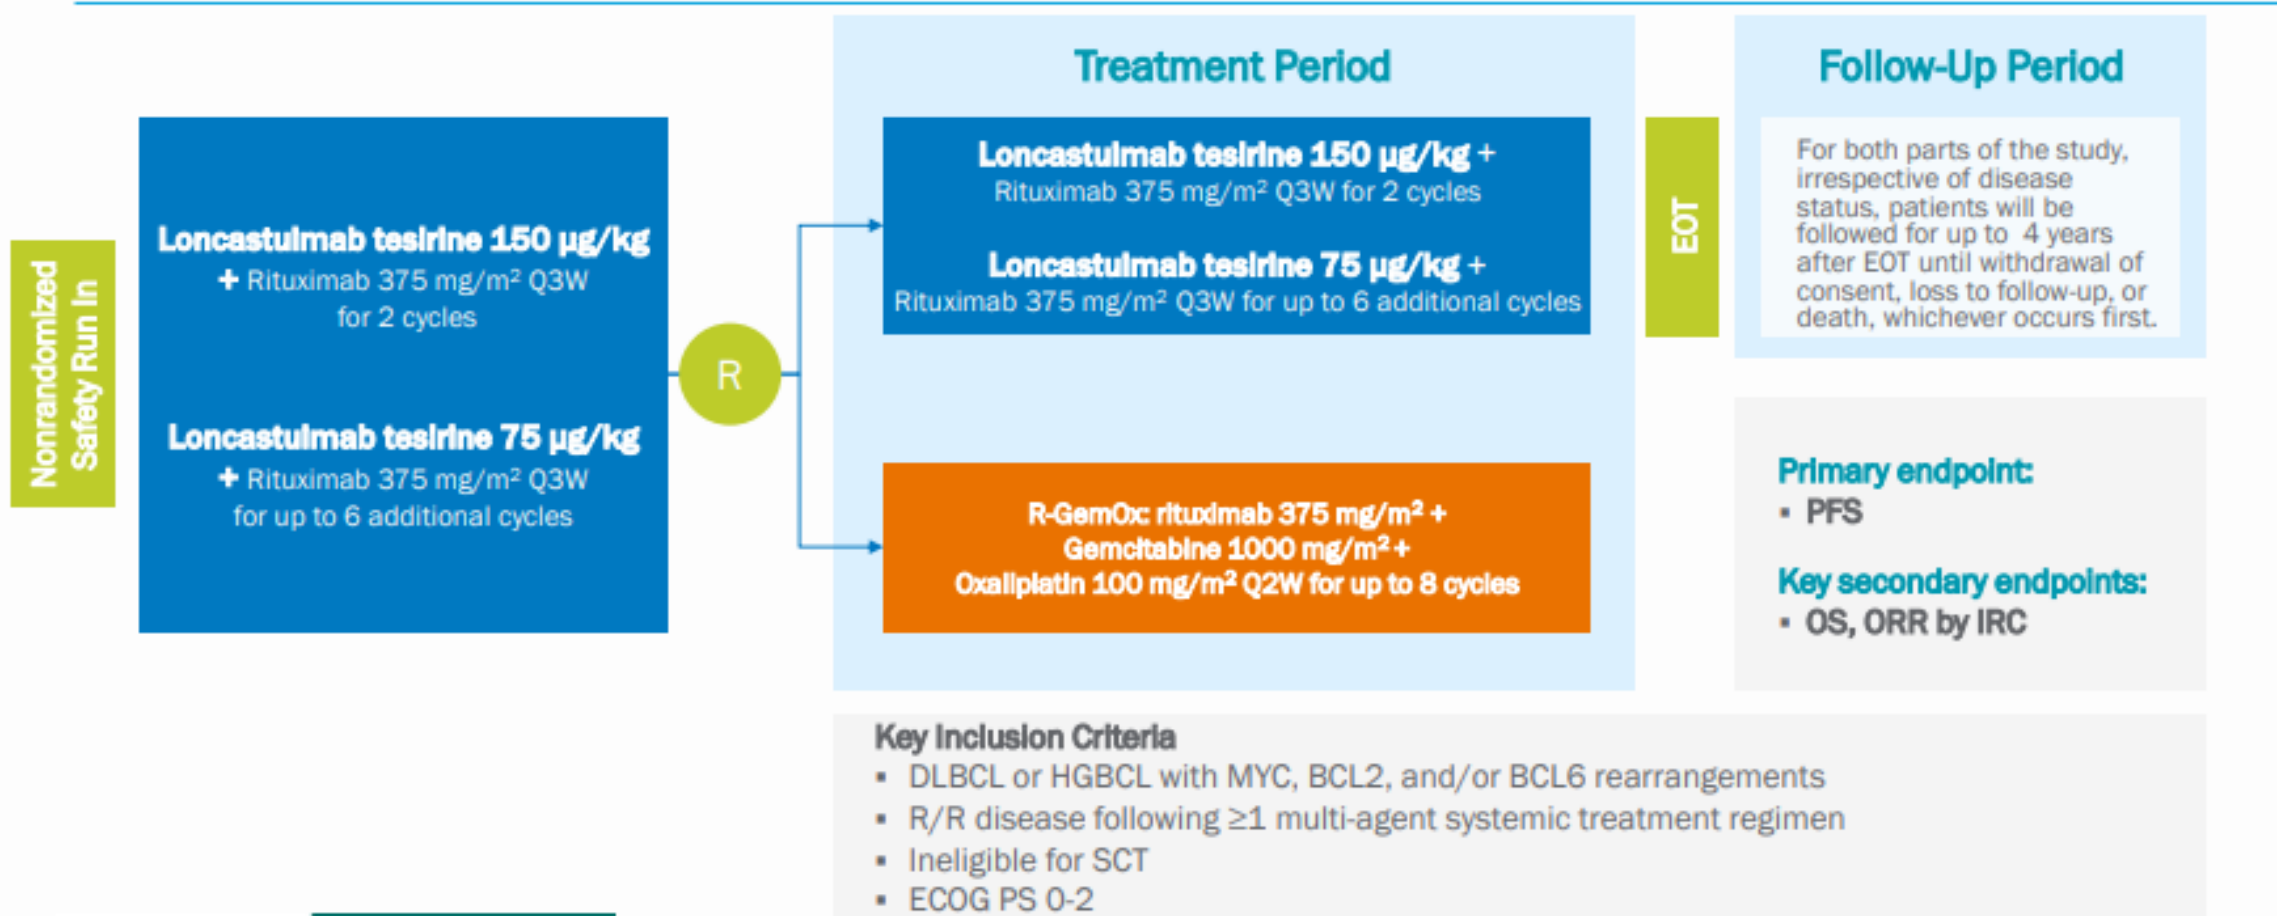 Nonrandomized
Safety Run In
Loncastuimab tesirine 150 µg/kg
+ Rituximab 375 mg/m² Q3W
for 2 cycles
Loncastuimab tesirine 75 µg/kg
+ Rituximab 375 mg/m² Q3W
for up to 6 additional cycles
R
Treatment Period
Loncastuimab tesirine 150 µg/kg +
Rituximab 375 mg/m² Q3W for 2 cycles
Loncastuimab tesirine 75 µg/kg +
Rituximab 375 mg/m² Q3W for up to 6 additional cycles
R-GemOx: rituximab 375 mg/m² +
Gemcitabine 1000 mg/m² +
Oxaliplatin 100 mg/m² Q2W for up to 8 cycles
EOT
Follow-Up Period
For both parts of the study,
irrespective of disease
status, patients will be
followed for up to 4 years
after EOT until withdrawal of
consent, loss to follow-up, or
death, whichever occurs first.
Primary endpoint:
▪ PFS
Key secondary endpoints:
▪ OS, ORR by IRC
Key Inclusion Criteria
▪ DLBCL or HGBCL with MYC, BCL2, and/or BCL6 rearrangements
▪ R/R disease following ≥1 multi-agent systemic treatment regimen
▪ Ineligible for SCT
▪ ECOG PS 0-2